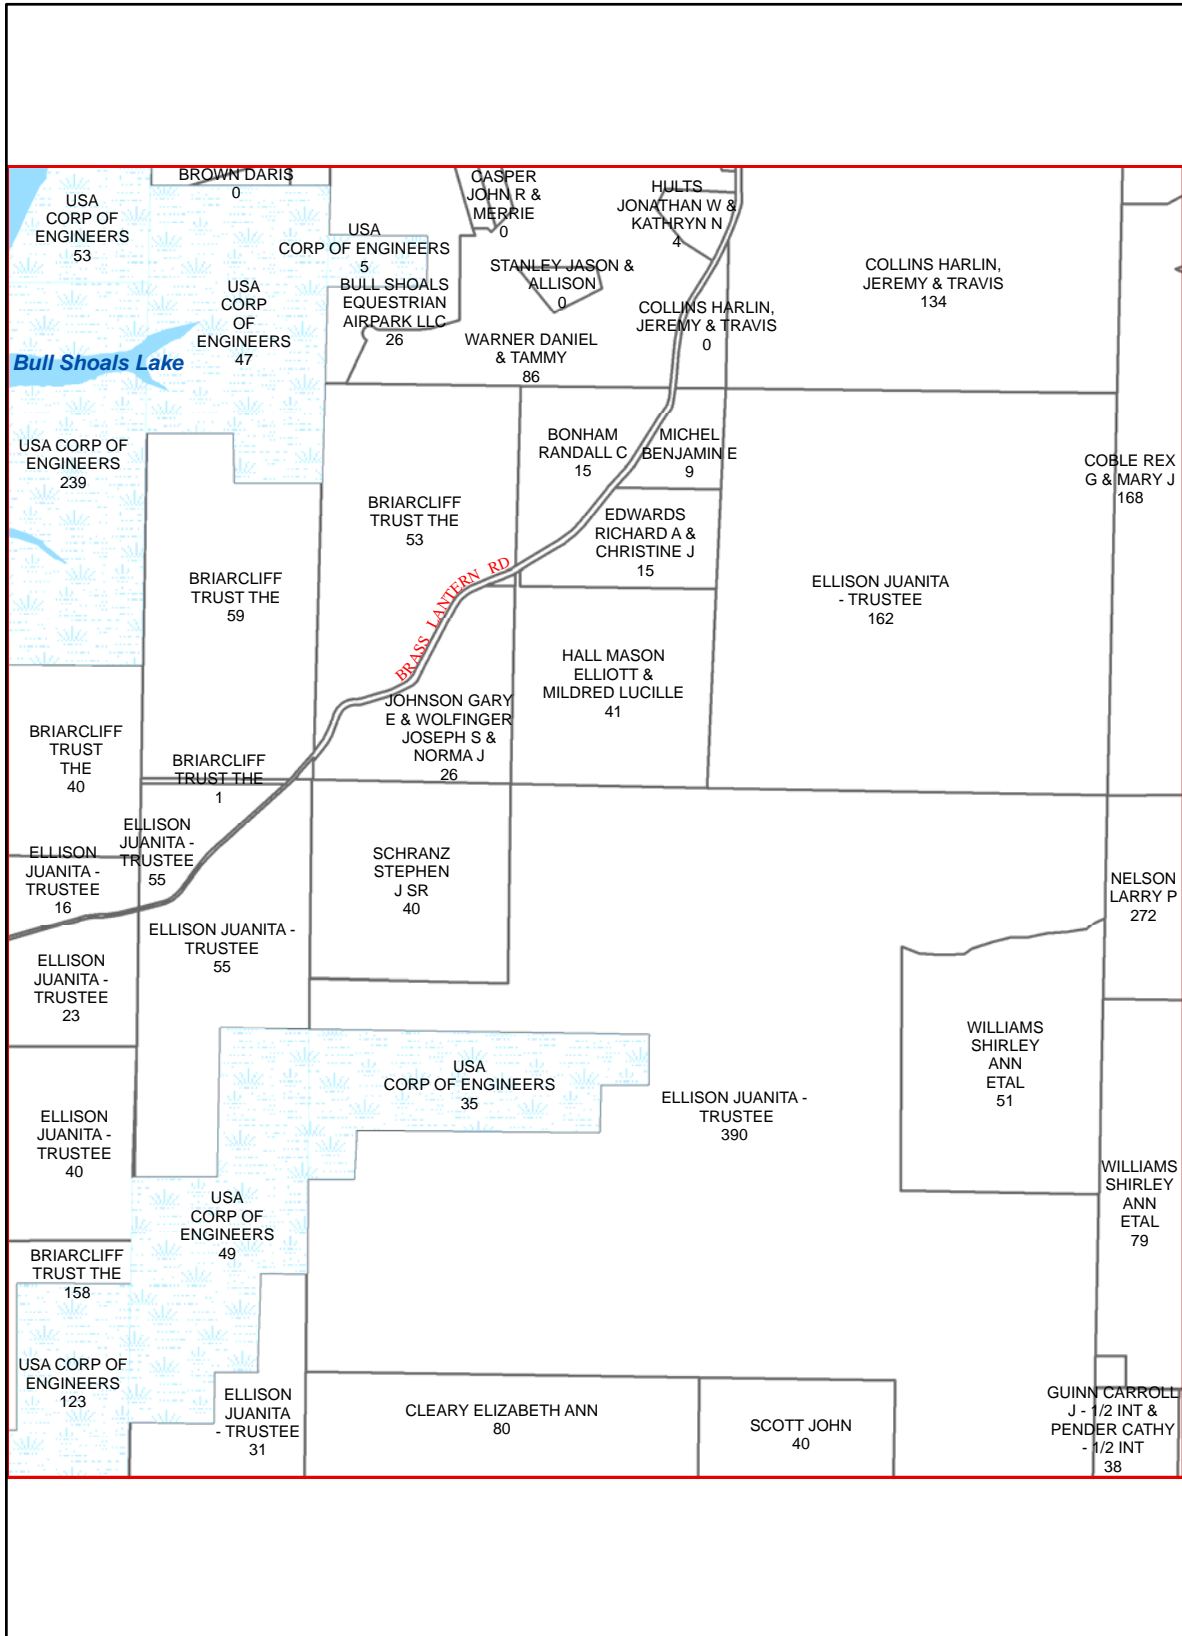 BROWN DARIS
0
USA
CORP OF
ENGINEERS
53
USA
CORP OF ENGINEERS
5
CASPER
JOHN R &
MERRIE
0
HULTS
JONATHAN W &
KATHRYN N
4
STANLEY JASON &
ALLISON
0
COLLINS HARLIN,
JEREMY & TRAVIS
134
USA
CORP
OF
ENGINEERS
47
BULL SHOALS
EQUESTRIAN
AIRPARK LLC
26
WARNER DANIEL
& TAMMY
86
COLLINS HARLIN,
JEREMY & TRAVIS
0
Bull Shoals Lake
USA CORP OF
ENGINEERS
239
BONHAM
RANDALL C
15
MICHEL
BENJAMIN E
9
COBLE REX
G & MARY J
168
BRIARCLIFF
TRUST THE
53
EDWARDS
RICHARD A &
CHRISTINE J
15
BRIARCLIFF
TRUST THE
59
BRASS LANTERN RD
ELLISON JUANITA
- TRUSTEE
162
HALL MASON
ELLIOTT &
MILDRED LUCILLE
41
JOHNSON GARY
E & WOLFINGER
JOSEPH S &
NORMA J
26
BRIARCLIFF
TRUST
THE
40
BRIARCLIFF
TRUST THE
1
ELLISON
JUANITA -
TRUSTEE
55
ELLISON
JUANITA -
TRUSTEE
16
SCHRANZ
STEPHEN
J SR
40
NELSON
LARRY P
272
ELLISON JUANITA -
TRUSTEE
55
ELLISON
JUANITA -
TRUSTEE
23
WILLIAMS
SHIRLEY
ANN
ETAL
51
USA
CORP OF ENGINEERS
35
ELLISON JUANITA -
TRUSTEE
390
ELLISON
JUANITA -
TRUSTEE
40
WILLIAMS
SHIRLEY
ANN
ETAL
79
USA
CORP OF
ENGINEERS
49
BRIARCLIFF
TRUST THE
158
USA CORP OF
ENGINEERS
123
ELLISON
JUANITA
- TRUSTEE
31
CLEARY ELIZABETH ANN
80
SCOTT JOHN
40
GUINN CARROLL
J - 1/2 INT &
PENDER CATHY
- 1/2 INT
38